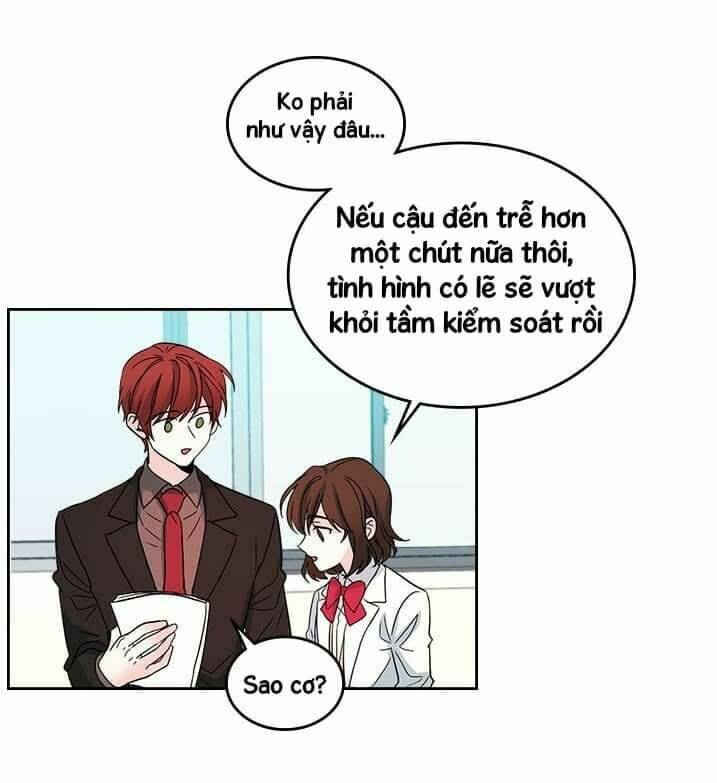 Ko phải
như vậy đâu...
Nếu cậu đến trễ hơn
một chút nữa thôi,
tình hình có lẽ sẽ vượt
khỏi tầm kiểm soát rồi
Sao cơ?